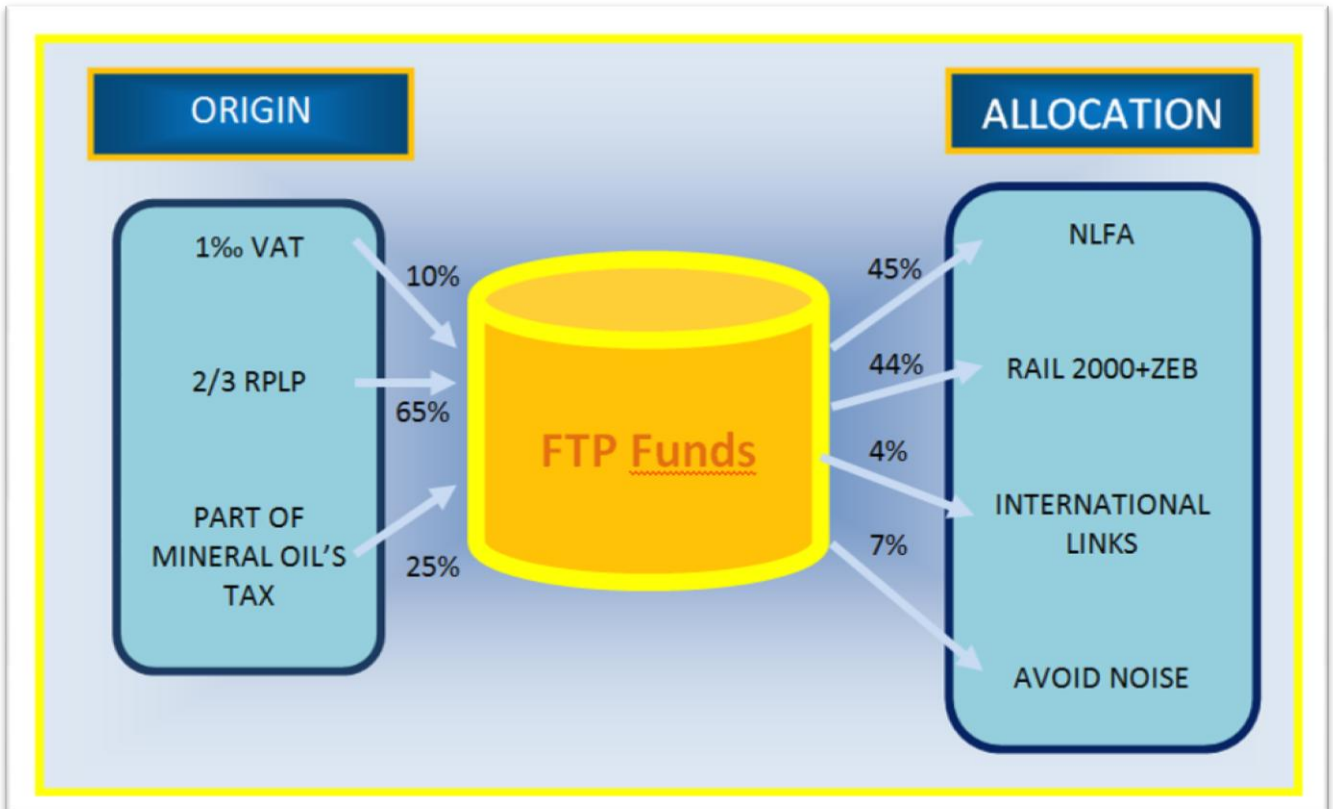 ORIGIN
ALLOCATION
1‰ VAT
2/3 RPLP
PART OF
MINERAL OIL'S
TAX
10%
65%
25%
FTP Funds
45%
44%
4%
7%
NLFA
RAIL 2000+ZEB
INTERNATIONAL
LINKS
AVOID NOISE